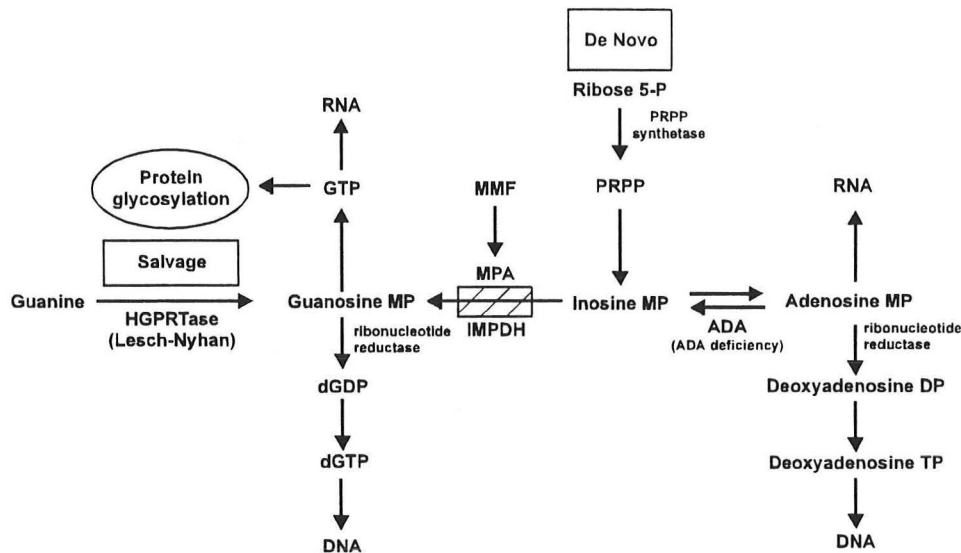 De Novo
Ribose 5-P
RNA
PRPP
synthetase
Protein
glycosylation
GTP
MMF
PRPP
RNA
Salvage
MPA
Guanine
Guanosine MP
Inosine MP
Adenosine MP
HGPRTase
(Lesch-Nyhan)
IMPDH
ADA
(ADA deficiency)
ribonucleotide
reductase
ribonucleotide
reductase
dGDP
Deoxyadenosine DP
dGTP
Deoxyadenosine TP
DNA
DNA